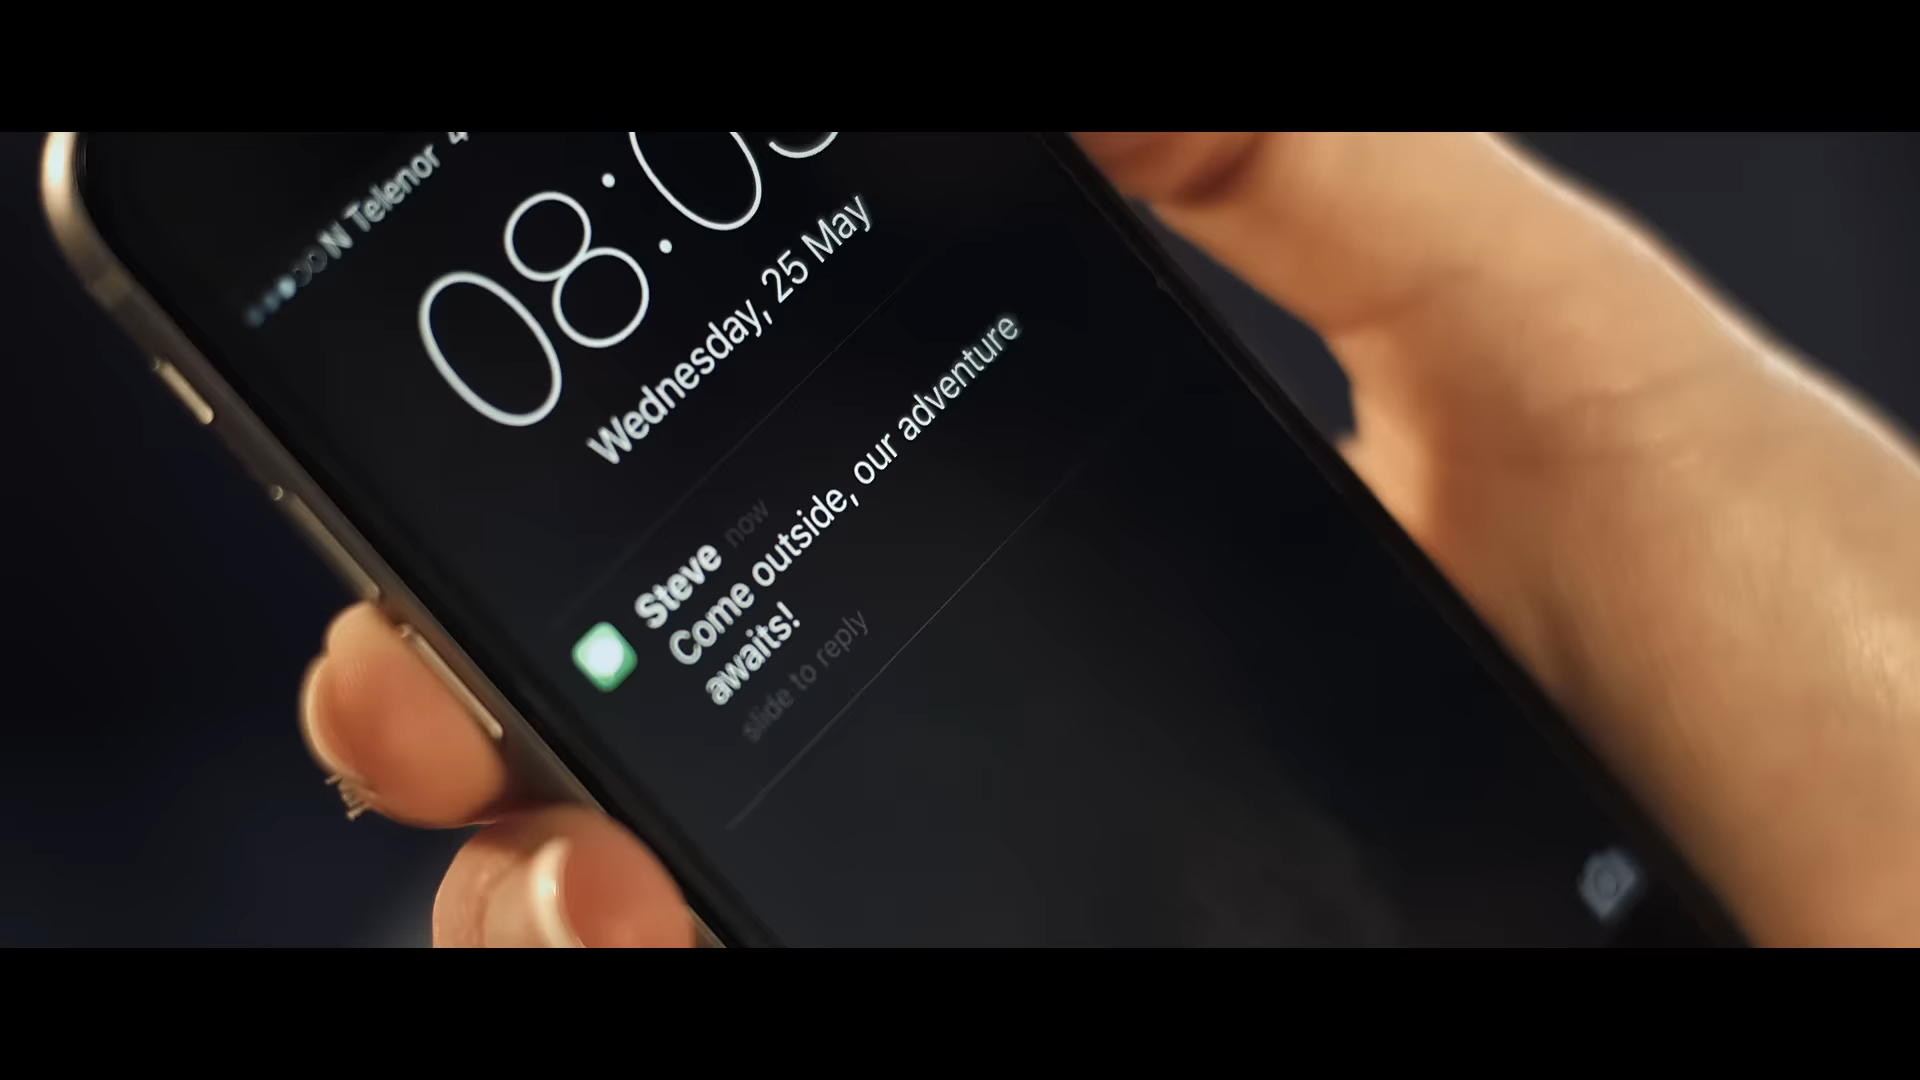 N Telenor
08:0
Wednesday, 25 May
Steve now
Come outside, our adventure
awaits!
slide to reply